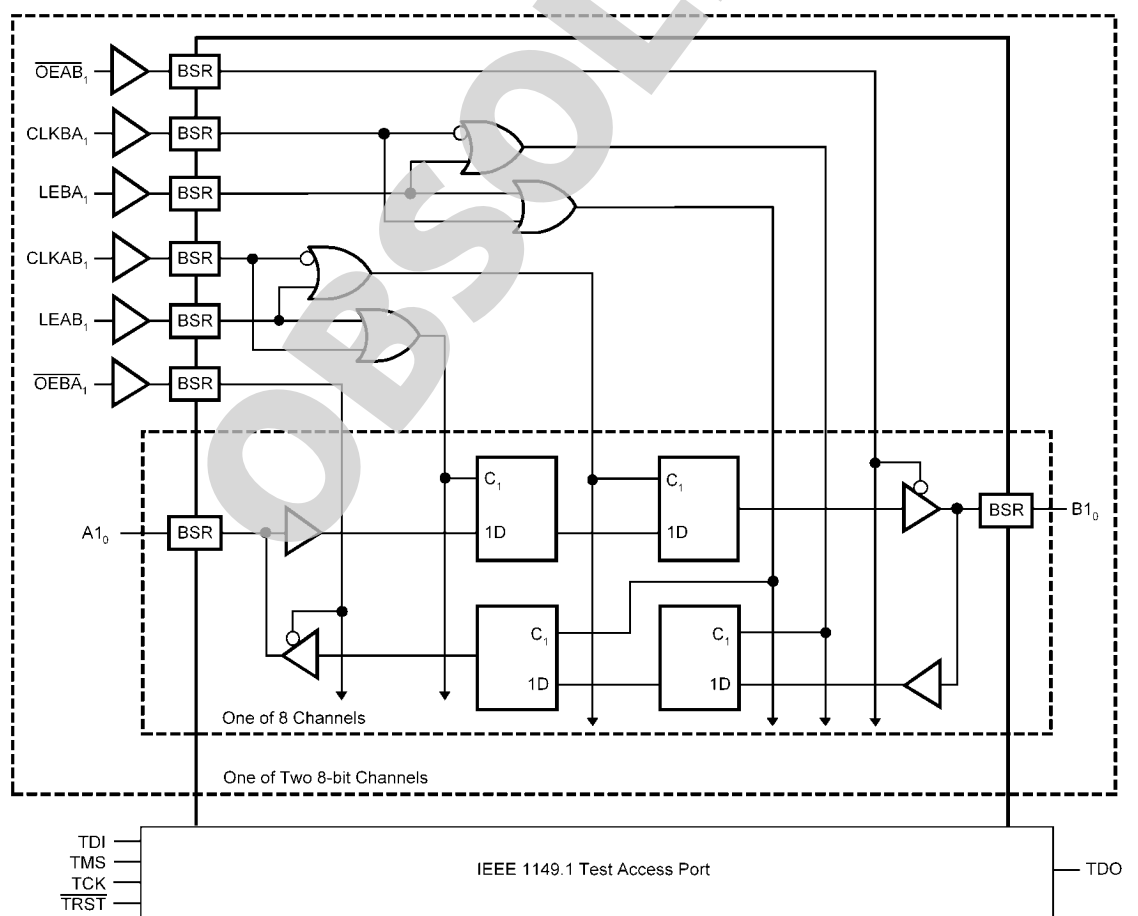 OBSOL
OEAB1 BSR
CLKBA1 BSR
LEBA1 BSR
CLKAB1 BSR
LEAB1 BSR
OEBA1 BSR
C1 C1
A10 BSR 1D 1D BSR B10
C1 C1
1D 1D
One of 8 Channels
One of Two 8-bit Channels
TDI
TMS
TCK
TRST
IEEE 1149.1 Test Access Port
TDO